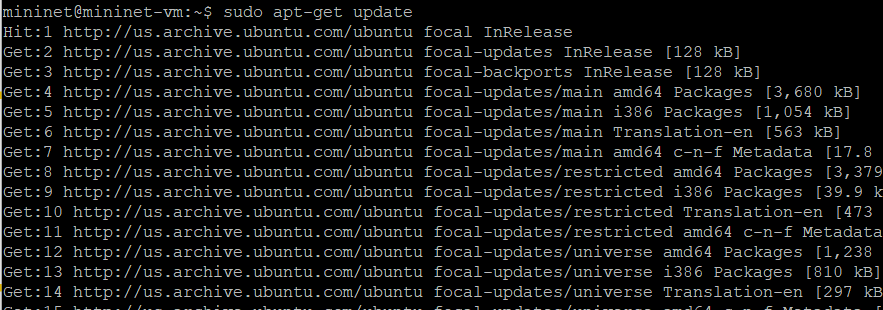 mininet@mininet-vm:~$ sudo apt-get update
Hit:1 http://us.archive.ubuntu.com/ubuntu focal InRelease
Get:2 http://us.archive.ubuntu.com/ubuntu focal-updates InRelease [128 kB]
Get:3 http://us.archive.ubuntu.com/ubuntu focal-backports InRelease [128 kB]
Get:4 http://us.archive.ubuntu.com/ubuntu focal-updates/main amd64 Packages [3,680 kB]
Get:5 http://us.archive.ubuntu.com/ubuntu focal-updates/main i386 Packages [1,054 kB]
Get:6 http://us.archive.ubuntu.com/ubuntu focal-updates/main Translation-en [563 kB]
Get:7 http://us.archive.ubuntu.com/ubuntu focal-updates/main amd64 c-n-f Metadata [17.8
Get:8 http://us.archive.ubuntu.com/ubuntu focal-updates/restricted amd64 Packages [3,379
Get:9 http://us.archive.ubuntu.com/ubuntu focal-updates/restricted i386 Packages [39.9 k
Get:10 http://us.archive.ubuntu.com/ubuntu focal-updates/restricted Translation-en [473
Get:11 http://us.archive.ubuntu.com/ubuntu focal-updates/restricted amd64 c-n-f Metadata
Get:12 http://us.archive.ubuntu.com/ubuntu focal-updates/universe amd64 Packages [1,238
Get:13 http://us.archive.ubuntu.com/ubuntu focal-updates/universe i386 Packages [810 kB]
Get:14 http://us.archive.ubuntu.com/ubuntu focal-updates/universe Translation-en [297 kB